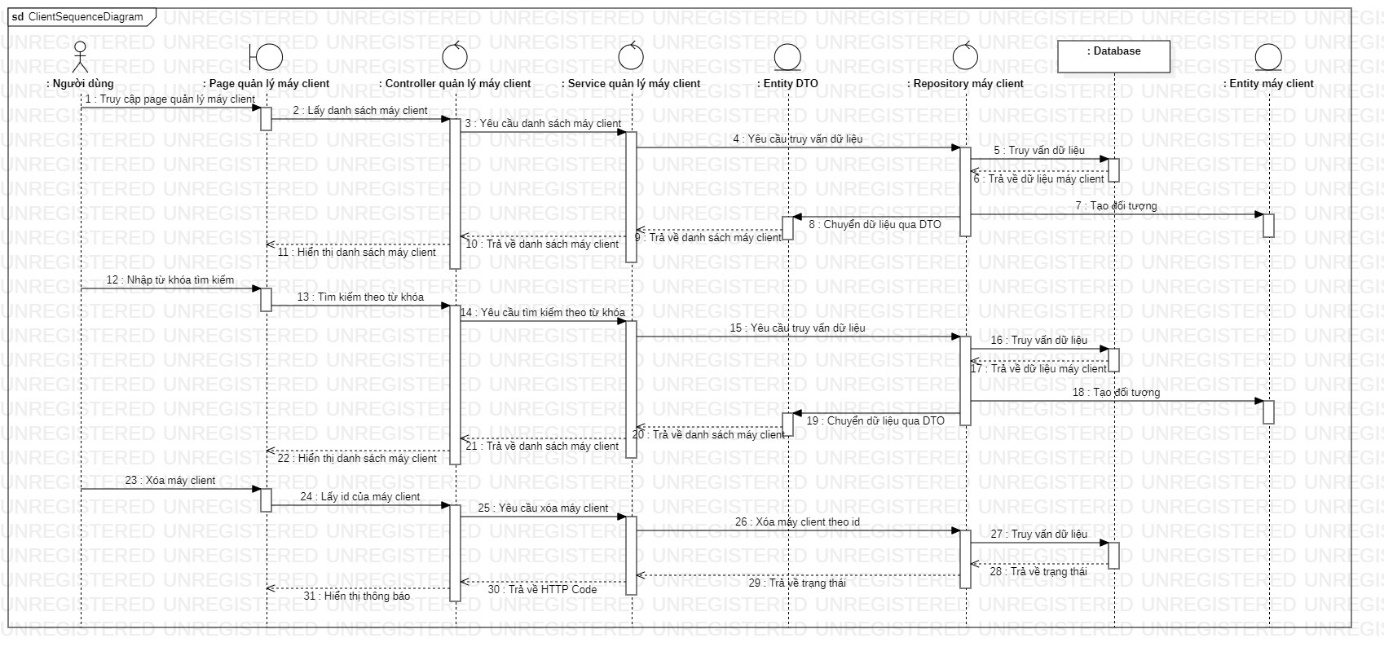 sd ClientSequenceDiagram
: Người dùng
: Page quản lý máy client
: Controller quản lý máy client
: Service quản lý máy client
: Entity DTO
: Repository máy client
: Database
: Entity máy client
1 : Truy cập page quản lý máy client
2 : Lấy danh sách máy client
3 : Yêu cầu danh sách máy client
4 : Yêu cầu truy vấn dữ liệu
5 : Truy vấn dữ liệu
6 : Trả về dữ liệu máy client
7 : Tạo đối tượng
8 : Chuyển dữ liệu qua DTO
9 : Trả về danh sách máy client
10 : Trả về danh sách máy client
11 : Hiển thị danh sách máy client
12 : Nhập từ khóa tìm kiếm
13 : Tìm kiếm theo từ khóa
14 : Yêu cầu tìm kiếm theo từ khóa
15 : Yêu cầu truy vấn dữ liệu
16 : Truy vấn dữ liệu
17 : Trả về dữ liệu máy client
18 : Tạo đối tượng
19 : Chuyển dữ liệu qua DTO
20 : Trả về danh sách máy client
21 : Trả về danh sách máy client
22 : Hiển thị danh sách máy client
23 : Xóa máy client
24 : Lấy id của máy client
25 : Yêu cầu xóa máy client
26 : Xóa máy client theo id
27 : Truy vấn dữ liệu
28 : Trả về trạng thái
29 : Trả về trạng thái
30 : Trả về HTTP Code
31 : Hiển thị thông báo
UNREGISTERED